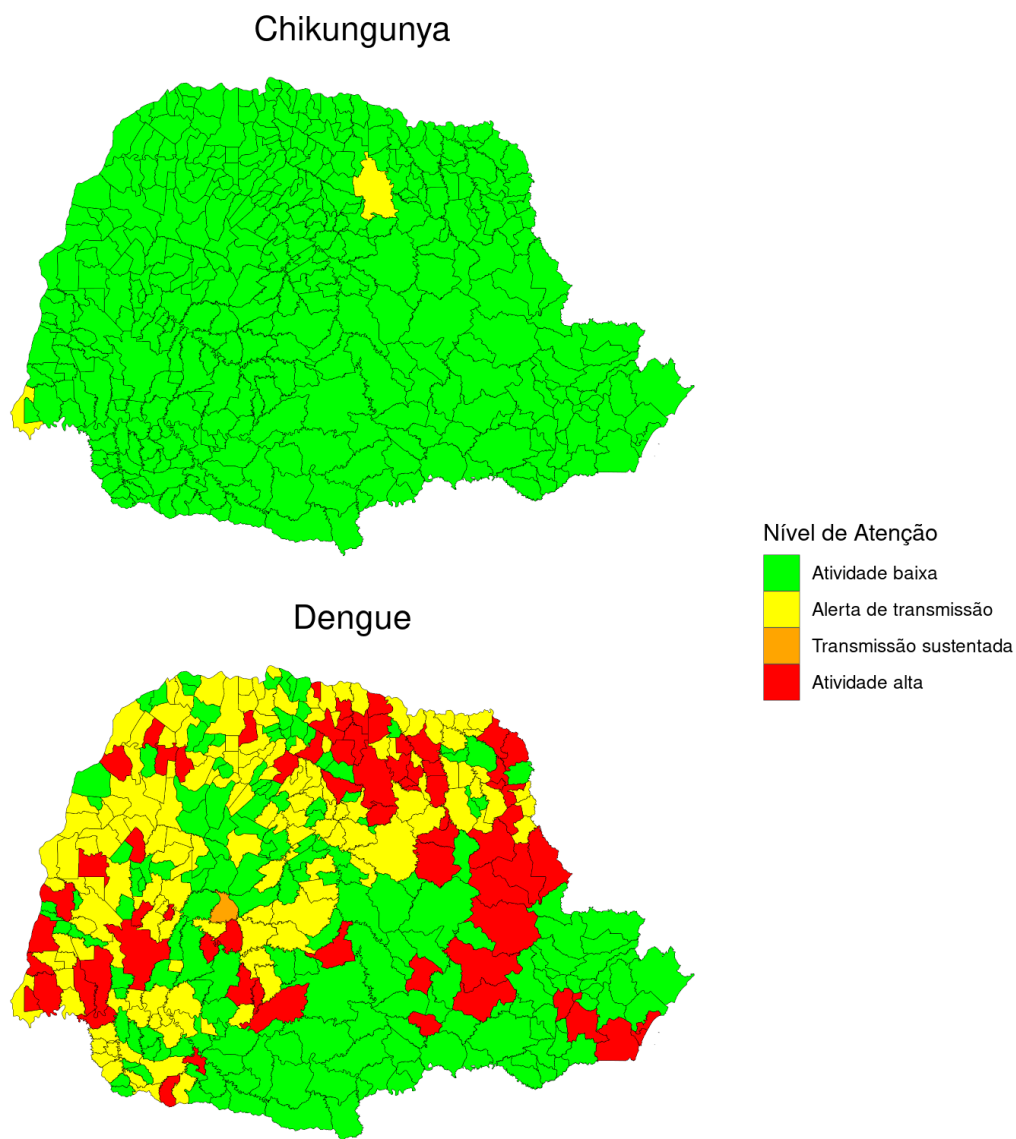 Chikungunya
Nível de Atenção
Atividade baixa
Alerta de transmissão
Transmissão sustentada
Atividade alta
Dengue